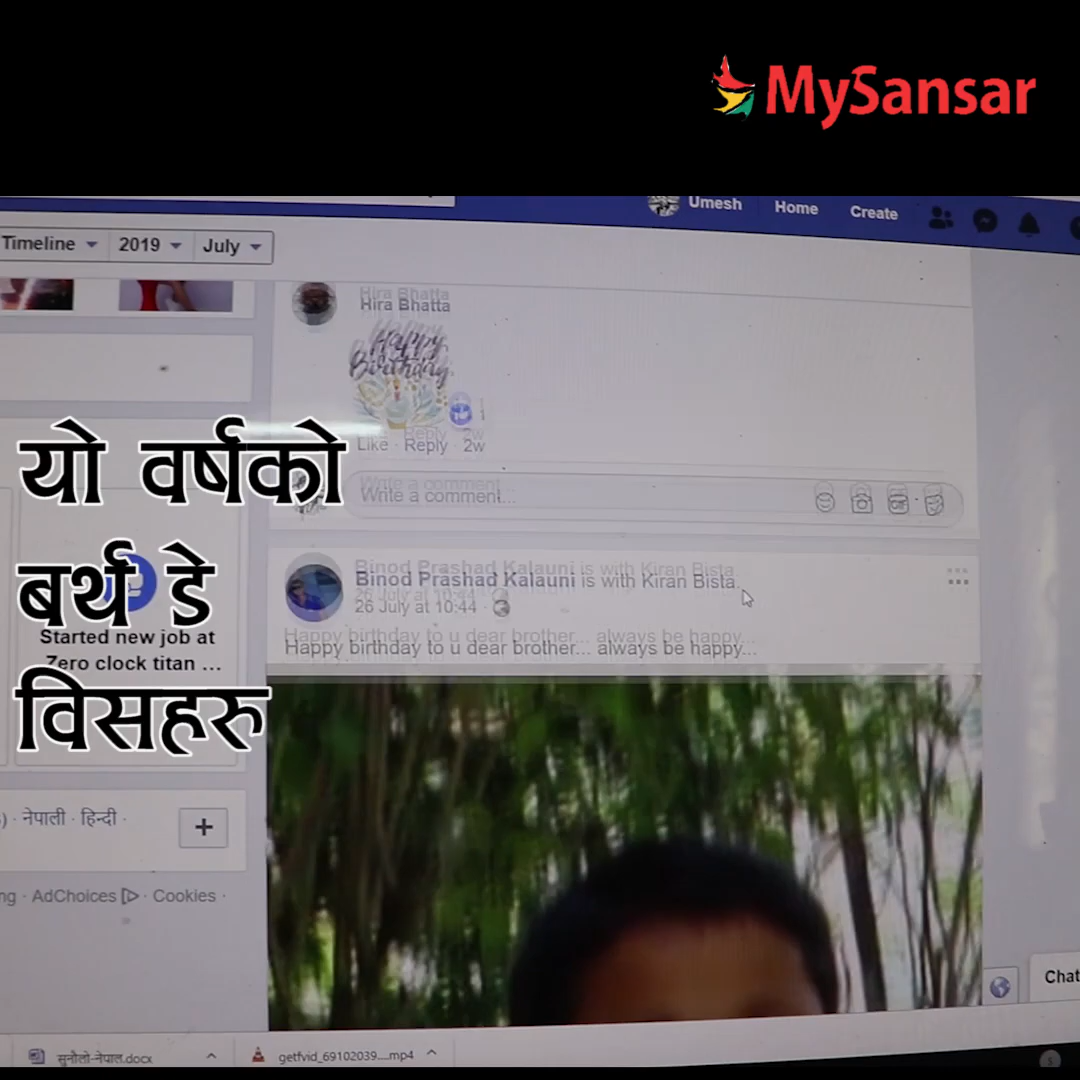 MySansar
Umesh Home Create
Timeline 2019 July
Hira Bhatta
Happy
Birthday
Like · Reply · 2w
Write a comment...
यो वर्षको
बर्थ डे
विसहरु
Binod Prashad Kalauni is with Kiran Bista.
26 July at 10:44 ·
Happy birthday to u dear brother... always be happy...
Started new job at
Zero clock titan ...
· नेपाली · हिन्दी ·
+
· AdChoices · Cookies ·
Chat
सुनौलो-नेपाल.docx
getfvid_69102039....mp4